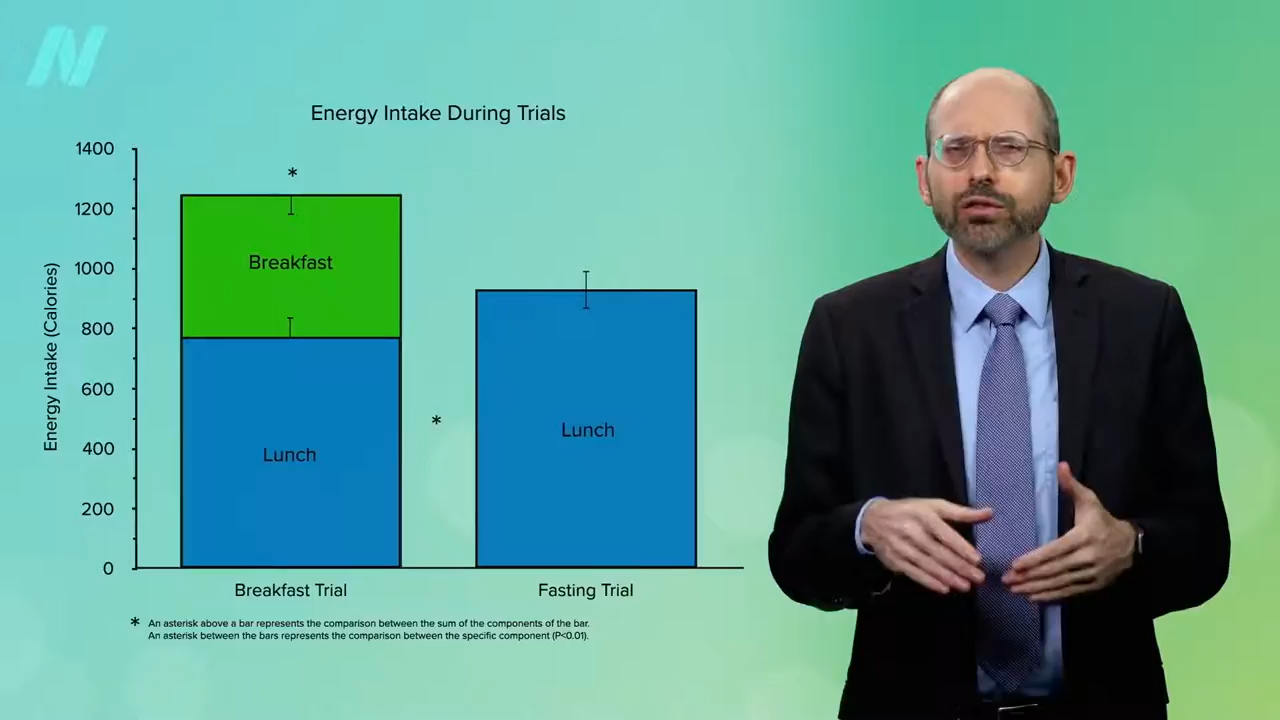 N
Energy Intake During Trials
1400
1200
1000
800
600
400
200
0
Energy Intake (Calories)
*
Breakfast
Lunch
*
Lunch
Breakfast Trial
Fasting Trial
* An asterisk above a bar represents the comparison between the sum of the components of the bar.
An asterisk between the bars represents the comparison between the specific component (P<0.01).